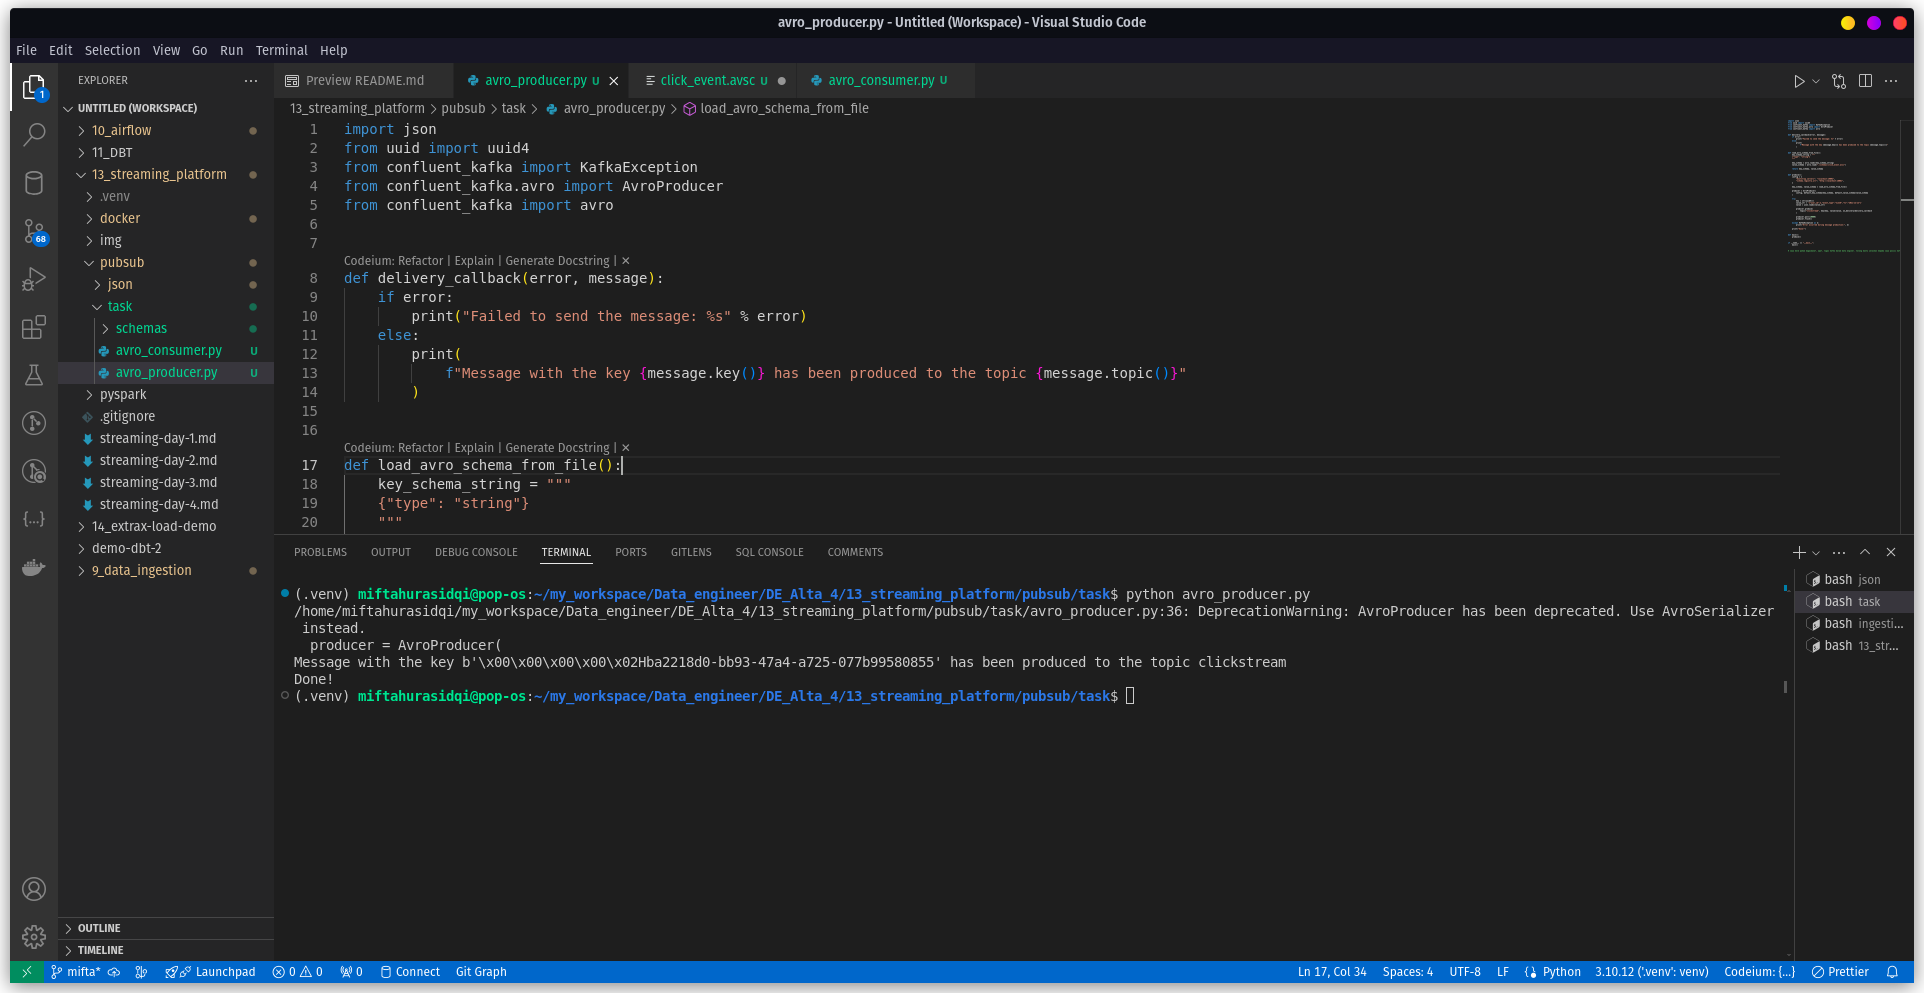 avro_producer.py - Untitled (Workspace) - Visual Studio Code
File Edit Selection View Go Run Terminal Help
EXPLORER
1
68
UNTITLED (WORKSPACE)
10_airflow
11_DBT
13_streaming_platform
.venv
docker
img
pubsub
json
task
schemas
avro_consumer.py U
avro_producer.py U
pyspark
.gitignore
streaming-day-1.md
streaming-day-2.md
streaming-day-3.md
streaming-day-4.md
14_extrax-load-demo
demo-dbt-2
9_data_ingestion
OUTLINE
TIMELINE
Preview README.md avro_producer.py U click_event.avsc U avro_consumer.py U
13_streaming_platform > pubsub > task > avro_producer.py > load_avro_schema_from_file
1 import json
2 from uuid import uuid4
3 from confluent_kafka import KafkaException
4 from confluent_kafka.avro import AvroProducer
5 from confluent_kafka import avro
6
7
Codeium: Refactor | Explain | Generate Docstring | ✕
8 def delivery_callback(error, message):
9 if error:
10 print("Failed to send the message: %s" % error)
11 else:
12 print(
13 f"Message with the key {message.key()} has been produced to the topic {message.topic()}"
14 )
15
16
Codeium: Refactor | Explain | Generate Docstring | ✕
17 def load_avro_schema_from_file():
18 key_schema_string = """
19 {"type": "string"}
20 """
PROBLEMS OUTPUT DEBUG CONSOLE TERMINAL PORTS GITLENS SQL CONSOLE COMMENTS
(.venv) miftahurasidqi@pop-os:~/my_workspace/Data_engineer/DE_Alta_4/13_streaming_platform/pubsub/task$ python avro_producer.py
/home/miftahurasidqi/my_workspace/Data_engineer/DE_Alta_4/13_streaming_platform/pubsub/task/avro_producer.py:36: DeprecationWarning: AvroProducer has been deprecated. Use AvroSerializer
instead.
producer = AvroProducer(
Message with the key b'\x00\x00\x00\x00\x02Hba2218d0-bb93-47a4-a725-077b99580855' has been produced to the topic clickstream
Done!
(.venv) miftahurasidqi@pop-os:~/my_workspace/Data_engineer/DE_Alta_4/13_streaming_platform/pubsub/task$
bash json
bash task
bash ingesti...
bash 13_str...
mifta* Launchpad 0 0 0 Connect Git Graph Ln 17, Col 34 Spaces: 4 UTF-8 LF Python 3.10.12 ('.venv': venv) Codeium: {...} Prettier